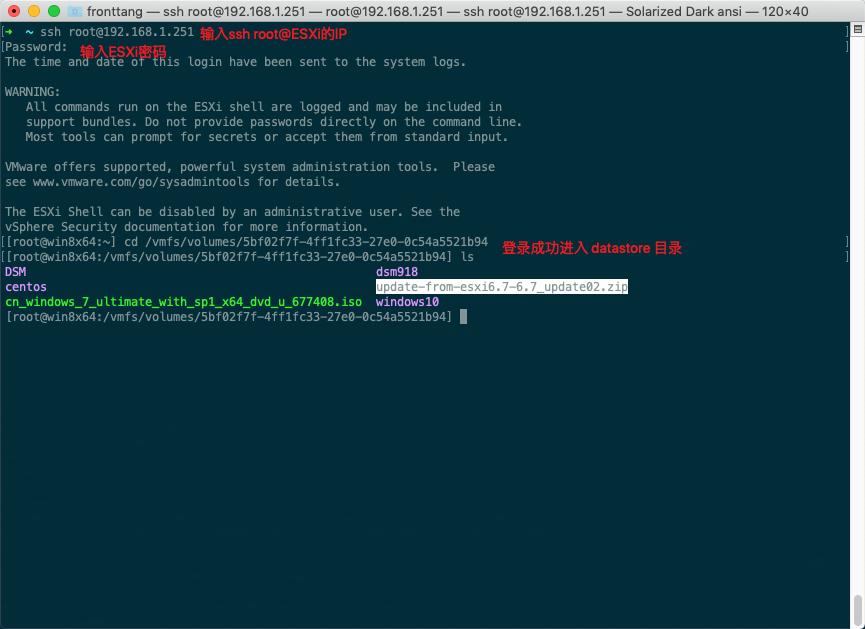 fronttang — ssh root@192.168.1.251 — root@192.168.1.251 — ssh root@192.168.1.251 — Solarized Dark ansi — 120×40
[➜  ~ ssh root@192.168.1.251 输入ssh root@ESXi的IP ]
[Password: 输入ESXi密码 ]
The time and date of this login have been sent to the system logs.
WARNING:
All commands run on the ESXi shell are logged and may be included in
support bundles. Do not provide passwords directly on the command line.
Most tools can prompt for secrets or accept them from standard input.
VMware offers supported, powerful system administration tools.  Please
see www.vmware.com/go/sysadmintools for details.
The ESXi Shell can be disabled by an administrative user. See the
vSphere Security documentation for more information.
[[root@win8x64:~] cd /vmfs/volumes/5bf02f7f-4ff1fc33-27e0-0c54a5521b94 登录成功进入 datastore 目录 ]
[[root@win8x64:/vmfs/volumes/5bf02f7f-4ff1fc33-27e0-0c54a5521b94] ls ]
DSM dsm918
centos update-from-esxi6.7-6.7_update02.zip
cn_windows_7_ultimate_with_sp1_x64_dvd_u_677408.iso windows10
[root@win8x64:/vmfs/volumes/5bf02f7f-4ff1fc33-27e0-0c54a5521b94]